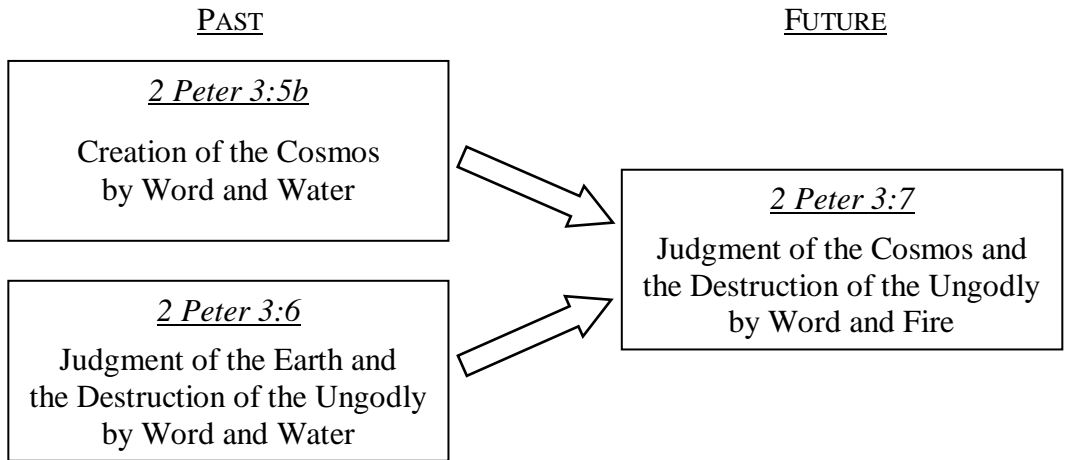 PAST
FUTURE
2 Peter 3:5b
Creation of the Cosmos
by Word and Water
2 Peter 3:6
Judgment of the Earth and
the Destruction of the Ungodly
by Word and Water
2 Peter 3:7
Judgment of the Cosmos and
the Destruction of the Ungodly
by Word and Fire